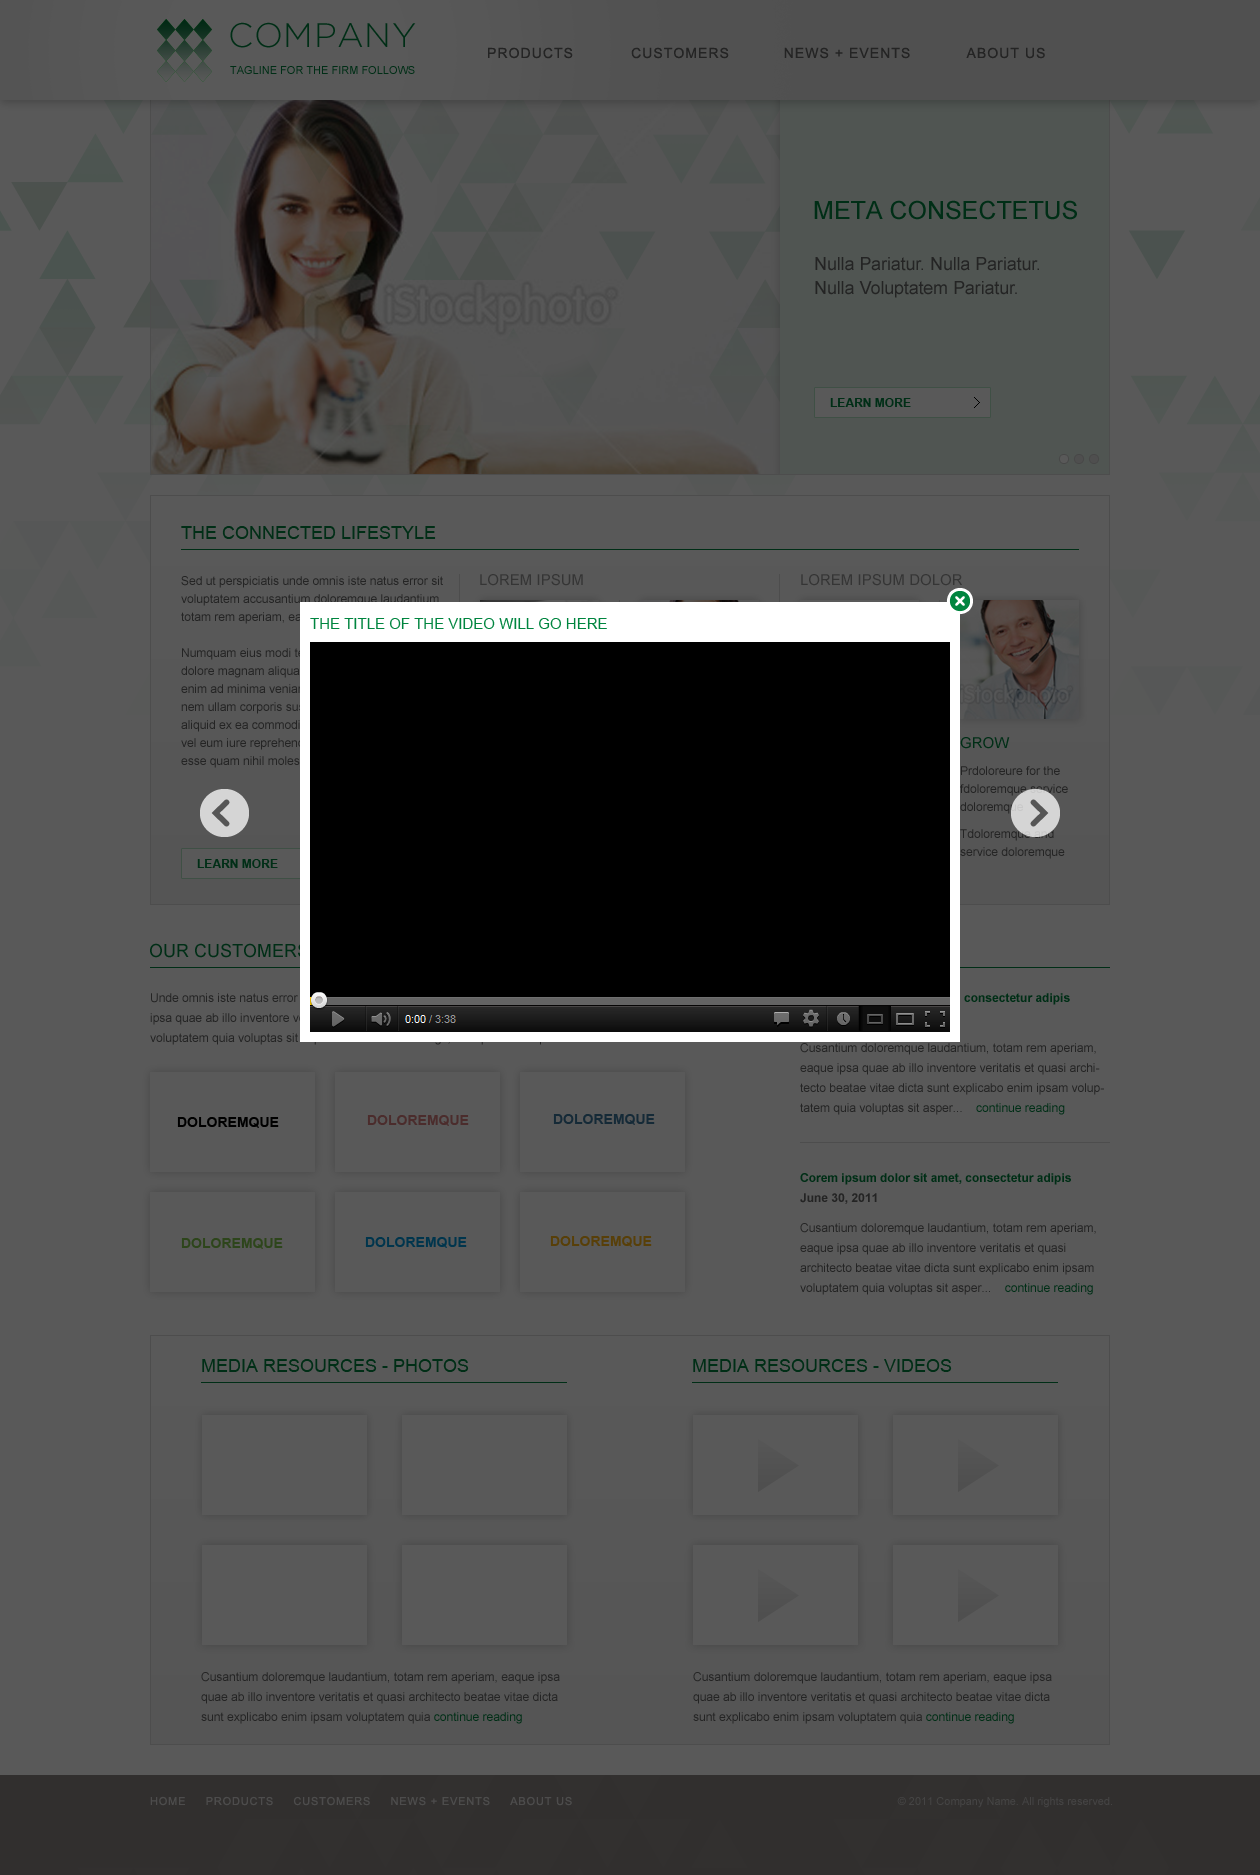 COMPANY
TAGLINE FOR THE FIRM FOLLOWS
PRODUCTS
CUSTOMERS
NEWS + EVENTS
ABOUT US
iStockphoto
META CONSECTETUS
Nulla Pariatur. Nulla Pariatur.
Nulla Voluptatem Pariatur.
LEARN MORE
THE CONNECTED LIFESTYLE
Sed ut perspiciatis unde omnis iste natus error sit
voluptatem accusantium doloremque laudantium
totam rem aperiam,
Numquam eius modi
dolore magnam aliqua
enim ad minima
nem ullam corporis
aliquid ex ea
vel eum iure
esse quam nihil
LEARN MORE
LOREM IPSUM
LOREM IPSUM DOLOR
iStockphoto
GROW
Prdoloreure for the
fdoloremque service
Tdoloremque and
service doloremque
THE TITLE OF THE VIDEO WILL GO HERE
0:00 / 3:38
OUR CUSTOMERS
Unde omnis iste natus error
ipsa quae ab illo inventore
voluptatem quia voluptas sit
DOLOREMQUE
DOLOREMQUE
DOLOREMQUE
DOLOREMQUE
DOLOREMQUE
DOLOREMQUE
consectetur adipis
Cusantium doloremque laudantium, totam rem aperiam,
eaque ipsa quae ab illo inventore veritatis et quasi archi-
tecto beatae vitae dicta sunt explicabo enim ipsam volup-
tatem quia voluptas sit asper... continue reading
Corem ipsum dolor sit amet, consectetur adipis
June 30, 2011
Cusantium doloremque laudantium, totam rem aperiam,
eaque ipsa quae ab illo inventore veritatis et quasi
architecto beatae vitae dicta sunt explicabo enim ipsam
voluptatem quia voluptas sit asper... continue reading
MEDIA RESOURCES - PHOTOS
Cusantium doloremque laudantium, totam rem aperiam, eaque ipsa
quae ab illo inventore veritatis et quasi architecto beatae vitae dicta
sunt explicabo enim ipsam voluptatem quia continue reading
MEDIA RESOURCES - VIDEOS
Cusantium doloremque laudantium, totam rem aperiam, eaque ipsa
quae ab illo inventore veritatis et quasi architecto beatae vitae dicta
sunt explicabo enim ipsam voluptatem quia continue reading
HOME PRODUCTS CUSTOMERS NEWS + EVENTS ABOUT US
© 2011 Company Name. All rights reserved.